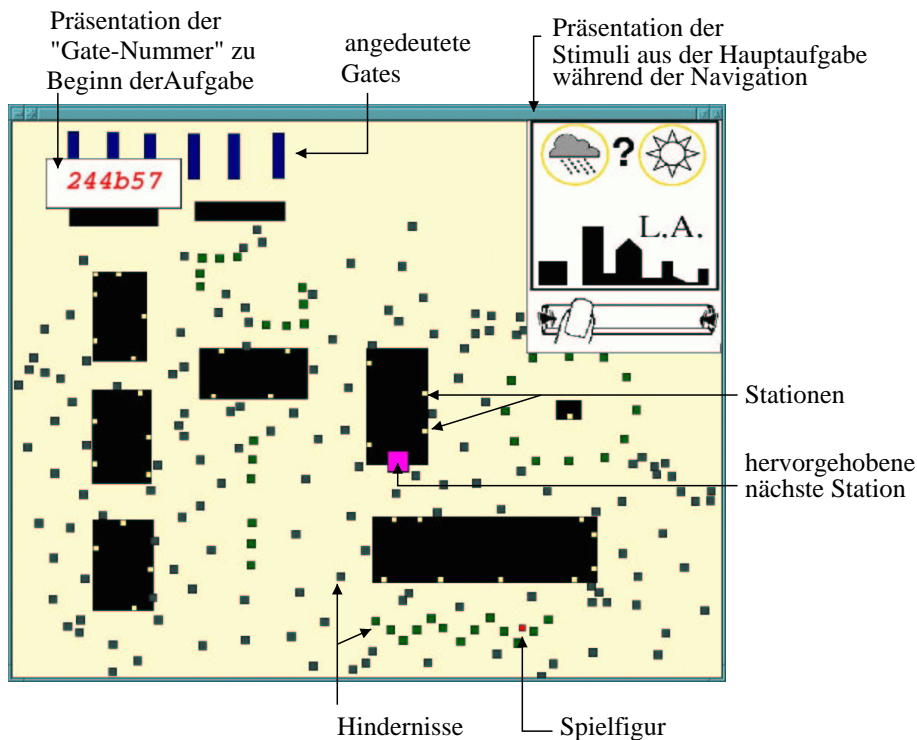 Präsentation der
"Gate-Nummer" zu
Beginn derAufgabe
angedeutete
Gates
Präsentation der
Stimuli aus der Hauptaufgabe
während der Navigation
244b57
?
L.A.
Stationen
hervorgehobene
nächste Station
Hindernisse
Spielfigur